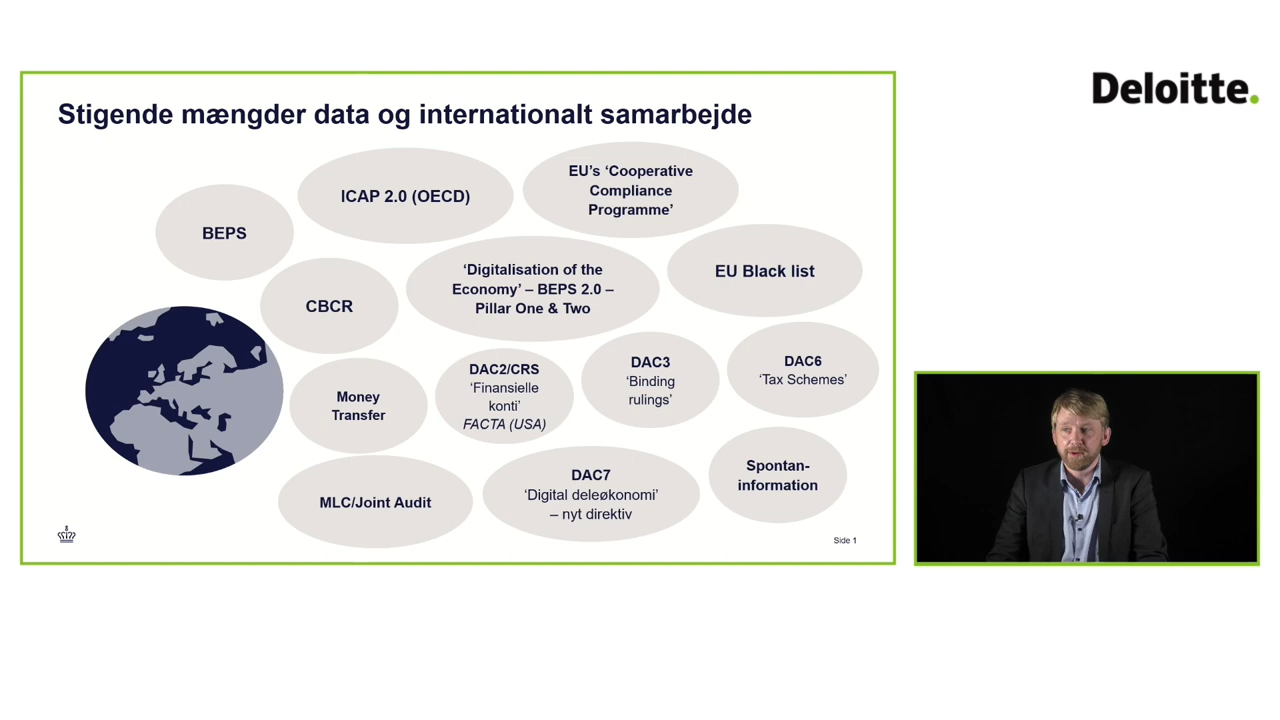 Deloitte.
Stigende mængder data og internationalt samarbejde
BEPS
ICAP 2.0 (OECD)
EU’s ‘Cooperative
Compliance
Programme’
CBCR
‘Digitalisation of the
Economy’ – BEPS 2.0 –
Pillar One & Two
EU Black list
Money
Transfer
DAC2/CRS
‘Finansielle
konti’
FACTA (USA)
DAC3
‘Binding
rulings’
DAC6
‘Tax Schemes’
MLC/Joint Audit
DAC7
‘Digital deleøkonomi’
– nyt direktiv
Spontan-
information
Side 1